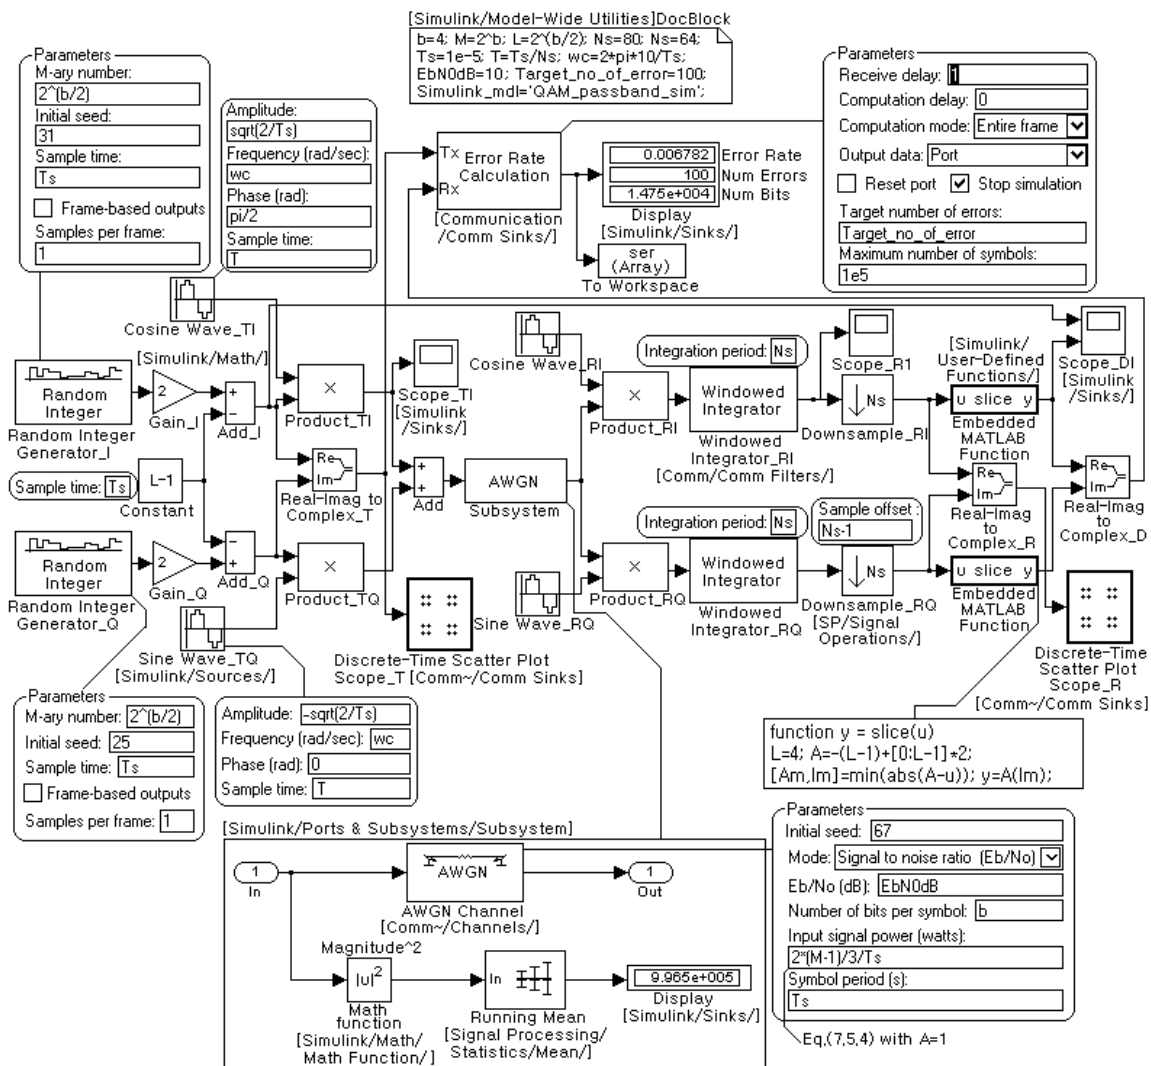 [Simulink/Model-Wide Utilities]DocBlock
b=4; M=2^b; L=2^(b/2); Ns=80; Ns=64;
Ts=1e-5; T=Ts/Ns; wc=2*pi*10/Ts;
EbN0dB=10; Target_no_of_error=100;
Simulink_mdl='QAM_passband_sim';
Parameters
M-ary number:
2^(b/2)
Initial seed:
31
Sample time:
Ts
Frame-based outputs
Samples per frame:
1
Amplitude:
sqrt(2/Ts)
Frequency (rad/sec):
wc
Phase (rad):
pi/2
Sample time:
T
Tx
Rx
Error Rate
Calculation
[Communication
/Comm Sinks/]
0.006782
100
1.475e+004
Error Rate
Num Errors
Num Bits
Display
[Simulink/Sinks/]
ser
(Array)
To Workspace
Parameters
Receive delay: 1
Computation delay: 0
Computation mode: Entire frame
Output data: Port
Reset port
Stop simulation
Target number of errors:
Target_no_of_error
Maximum number of symbols:
1e5
Cosine Wave_TI
[Simulink/Math/]
Random
Integer
Random Integer
Generator_I
2
Gain_I
+
−
Add_I
×
Product_TI
Scope_TI
[Simulink
/Sinks/]
Cosine Wave_RI
×
Product_RI
Integration period: Ns
Windowed
Integrator
Windowed
Integrator_RI
[Comm/Comm Filters/]
Scope_R1
↓Ns
Downsample_RI
[Simulink/
User-Defined
Functions/]
u slice y
Embedded
MATLAB
Function
Scope_DI
[Simulink
/Sinks/]
Sample time: Ts
L-1
Constant
Re
Im
Real-Imag to
Complex_T
+
+
Add
AWGN
Subsystem
Re
Im
Real-Imag
to
Complex_R
Re
Im
Real-Imag
to
Complex_D
Random
Integer
Random Integer
Generator_Q
2
Gain_Q
−
+
Add_Q
×
Product_TQ
×
Product_RQ
Integration period: Ns
Windowed
Integrator
Windowed
Integrator_RQ
Sample offset :
Ns-1
↓Ns
Downsample_RQ
[SP/Signal
Operations/]
u slice y
Embedded
MATLAB
Function
Sine Wave_TQ
[Simulink/Sources/]
Discrete-Time Scatter Plot
Scope_T [Comm~/Comm Sinks]
Sine Wave_RQ
Discrete-Time
Scatter Plot
Scope_R
[Comm~/Comm Sinks]
Parameters
M-ary number: 2^(b/2)
Initial seed: 25
Sample time: Ts
Frame-based outputs
Samples per frame: 1
Amplitude: -sqrt(2/Ts)
Frequency (rad/sec): wc
Phase (rad): 0
Sample time: T
function y = slice(u)
L=4; A=-(L-1)+[0:L-1]*2;
[Am,Im]=min(abs(A-u)); y=A(Im);
[Simulink/Ports & Subsystems/Subsystem]
1
In
AWGN
AWGN Channel
[Comm~/Channels/]
1
Out
Magnitude^2
|u|²
Math
function
[Simulink/Math/
Math Function/]
In
Running Mean
[Signal Processing/
Statistics/Mean/]
9.965e+005
Display
[Simulink/Sinks/]
Parameters
Initial seed: 67
Mode: Signal to noise ratio (Eb/No)
Eb/No (dB): EbN0dB
Number of bits per symbol: b
Input signal power (watts):
2*(M-1)/3/Ts
Symbol period (s):
Ts
Eq,(7,5,4) with A=1